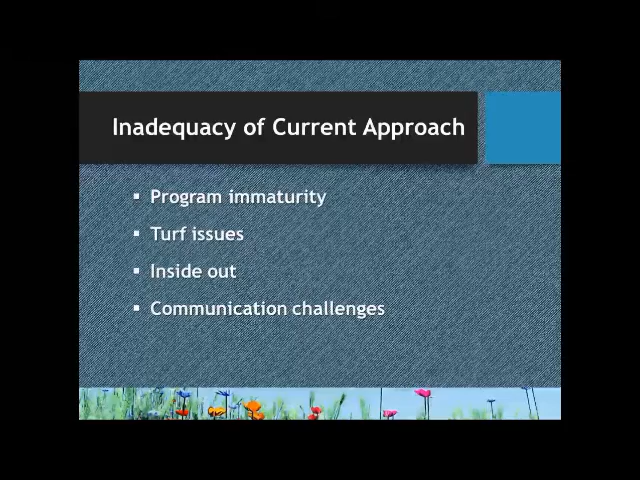 Inadequacy of Current Approach
▪ Program immaturity
▪ Turf issues
▪ Inside out
▪ Communication challenges